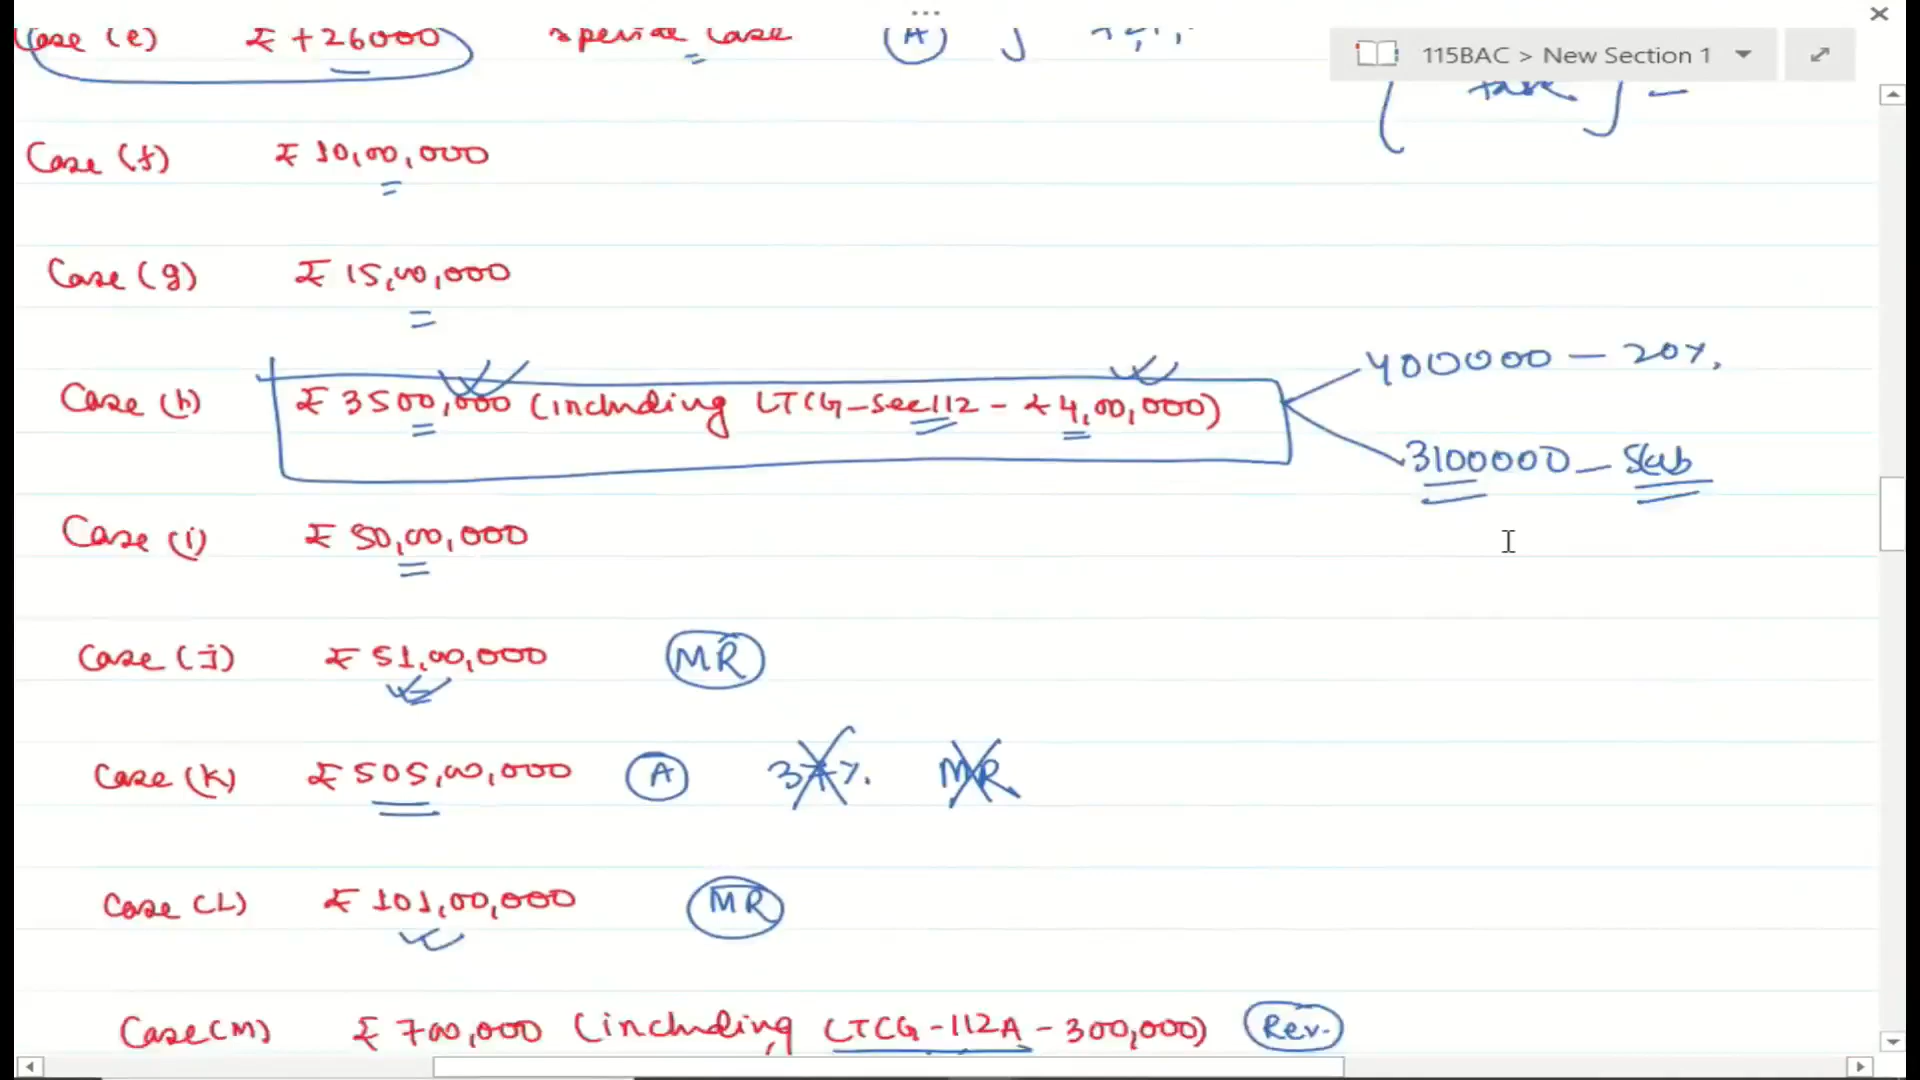 Case (e) ₹ 726000 special case (A)
115BAC > New Section 1
tax
Case (f) ₹ 10,00,000
Case (g) ₹ 15,00,000
400000 - 20%.
Case (h) ₹ 3500,000 (including LTCG-Sec112 - ₹ 4,00,000)
3100000 - Slab
Case (i) ₹ 50,00,000
Case (j) ₹ 51,00,000 MR
Case (K) ₹ 505,00,000 (A) 37%. MR
Case (L) ₹ 101,00,000 MR
Case (M) ₹ 700,000 (including LTCG-112A - 300,000) Rev.